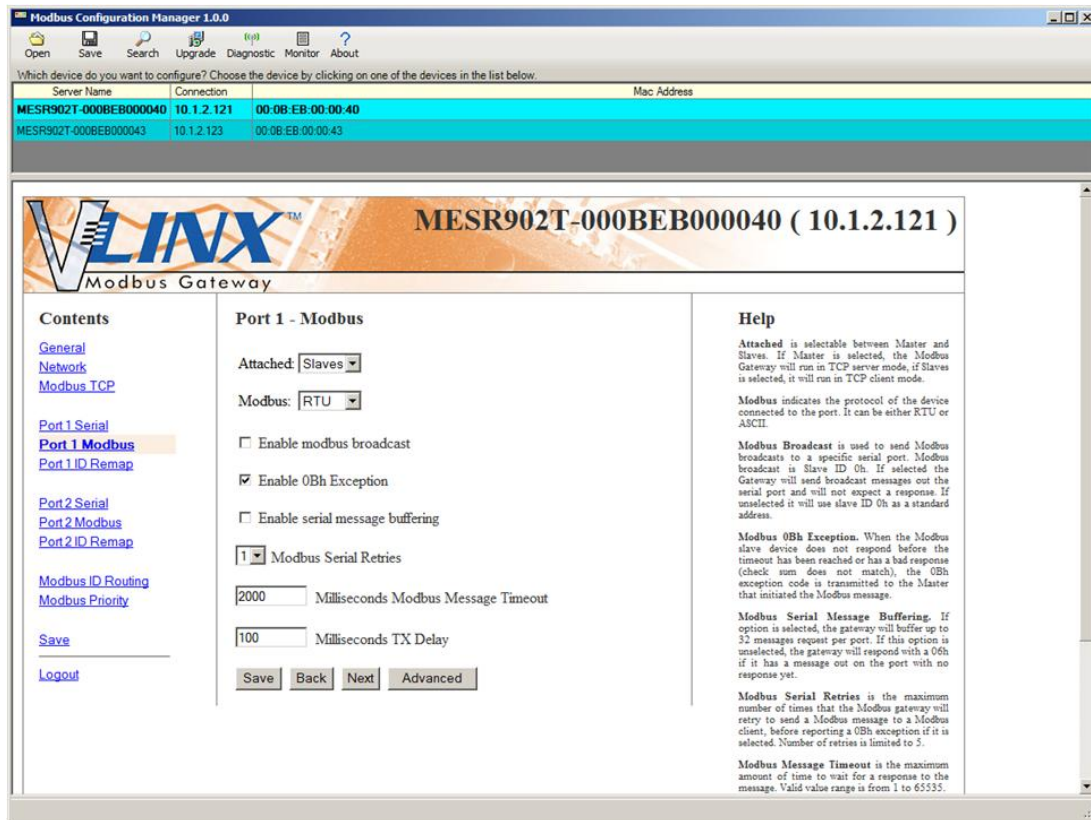 Modbus Configuration Manager 1.0.0
Open Save Search Upgrade Diagnostic Monitor About
Which device do you want to configure? Choose the device by clicking on one of the devices in the list below.
Server Name Connection Mac Address
MESR902T-000BEB000040 10.1.2.121 00:0B:EB:00:00:40
MESR902T-000BEB000043 10.1.2.123 00:0B:EB:00:00:43
VLINX™
Modbus Gateway
MESR902T-000BEB000040 ( 10.1.2.121 )
Contents
General
Network
Modbus TCP
Port 1 Serial
Port 1 Modbus
Port 1 ID Remap
Port 2 Serial
Port 2 Modbus
Port 2 ID Remap
Modbus ID Routing
Modbus Priority
Save
Logout
Port 1 - Modbus
Attached: Slaves
Modbus: RTU
Enable modbus broadcast
Enable 0Bh Exception
Enable serial message buffering
1 Modbus Serial Retries
2000 Milliseconds Modbus Message Timeout
100 Milliseconds TX Delay
Save Back Next Advanced
Help
Attached is selectable between Master and
Slaves. If Master is selected, the Modbus
Gateway will run in TCP server mode, if Slaves
is selected, it will run in TCP client mode.
Modbus indicates the protocol of the device
connected to the port. It can be either RTU or
ASCII.
Modbus Broadcast is used to send Modbus
broadcasts to a specific serial port. Modbus
broadcast is Slave ID 0h. If selected the
Gateway will send broadcast messages out the
serial port and will not expect a response. If
unselected it will use slave ID 0h as a standard
address.
Modbus 0Bh Exception. When the Modbus
slave device does not respond before the
timeout has been reached or has a bad response
(check sum does not match), the 0Bh
exception code is transmitted to the Master
that initiated the Modbus message.
Modbus Serial Message Buffering. If
option is selected, the gateway will buffer up to
32 messages request per port. If this option is
unselected, the gateway will respond with a 06h
if it has a message out on the port with no
response yet.
Modbus Serial Retries is the maximum
number of times that the Modbus gateway will
retry to send a Modbus message to a Modbus
client, before reporting a 0Bh exception if it is
selected. Number of retries is limited to 5.
Modbus Message Timeout is the maximum
amount of time to wait for a response to the
message. Valid value range is from 1 to 65535.